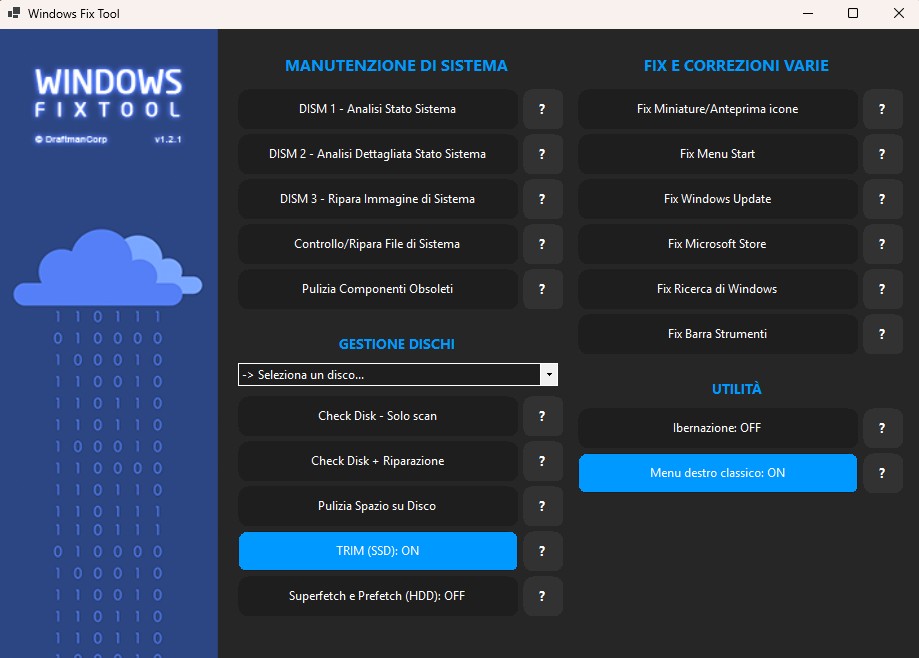 Windows Fix Tool
WINDOWS
FIXTOOL
© DraftmanCorp v1.2.1
1 1 0 1 1 1
0 1 0 0 0 0
1 0 0 0 1 0
1 1 0 1 1 0
1 1 0 1 1 0
1 1 0 1 1 0
1 0 0 0 1 0
1 1 0 0 0 0
1 1 0 1 1 0
1 1 0 1 1 1
1 1 0 1 1 1
0 1 0 0 0 0
1 0 0 0 1 0
1 1 0 1 1 0
1 1 0 1 1 0
1 1 0 1 1 0
MANUTENZIONE DI SISTEMA
DISM 1 - Analisi Stato Sistema ?
DISM 2 - Analisi Dettagliata Stato Sistema ?
DISM 3 - Ripara Immagine di Sistema ?
Controllo/Ripara File di Sistema ?
Pulizia Componenti Obsoleti ?
GESTIONE DISCHI
-> Seleziona un disco...
Check Disk - Solo scan ?
Check Disk + Riparazione ?
Pulizia Spazio su Disco ?
TRIM (SSD): ON ?
Superfetch e Prefetch (HDD): OFF ?
FIX E CORREZIONI VARIE
Fix Miniature/Anteprima icone ?
Fix Menu Start ?
Fix Windows Update ?
Fix Microsoft Store ?
Fix Ricerca di Windows ?
Fix Barra Strumenti ?
UTILITÀ
Ibernazione: OFF ?
Menu destro classico: ON ?